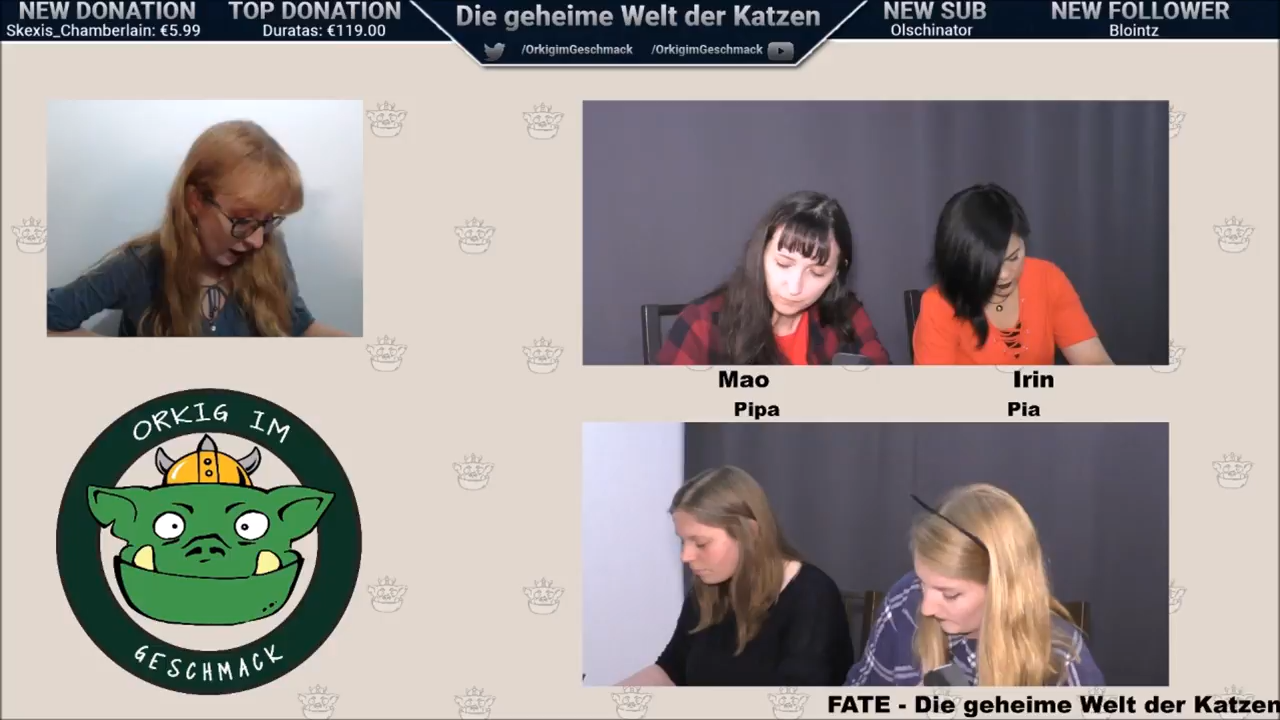 NEW DONATION
Skexis_Chamberlain: €5.99
TOP DONATION
Duratas: €119.00
Die geheime Welt der Katzen
/OrkigimGeschmack
/OrkigimGeschmack
NEW SUB
Olschinator
NEW FOLLOWER
Blointz
Mao
Irin
Pipa
Pia
ORKIG IM
GESCHMACK
FATE - Die geheime Welt der Katzen